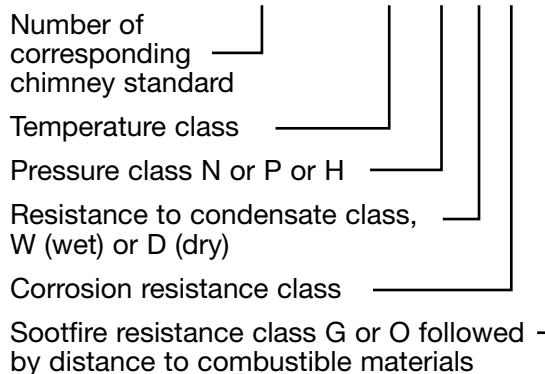 Number of
corresponding
chimney standard
Temperature class
Pressure class N or P or H
Resistance to condensate class,
W (wet) or D (dry)
Corrosion resistance class
Sootfire resistance class G or O followed
by distance to combustible materials